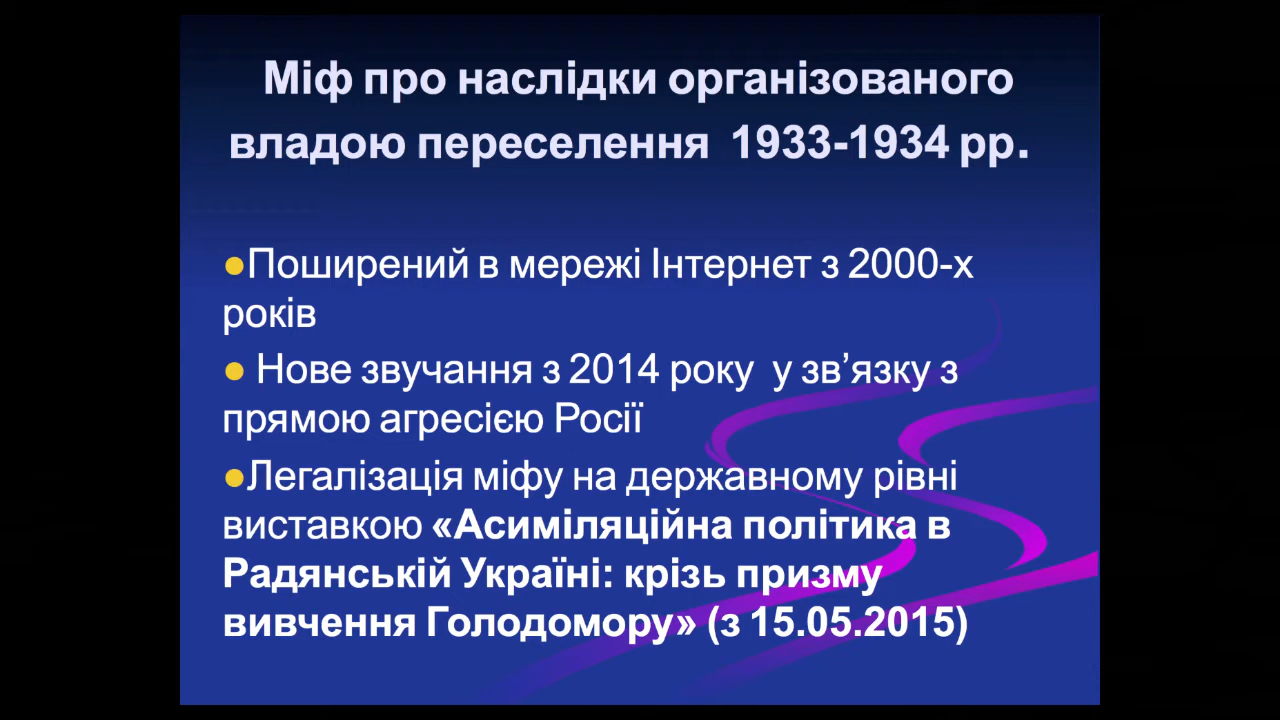 Міф про наслідки організованого
владою переселення 1933-1934 рр.
●Поширений в мережі Інтернет з 2000-х
років
● Нове звучання з 2014 року у зв’язку з
прямою агресією Росії
●Легалізація міфу на державному рівні
виставкою «Асиміляційна політика в
Радянській Україні: крізь призму
вивчення Голодомору» (з 15.05.2015)